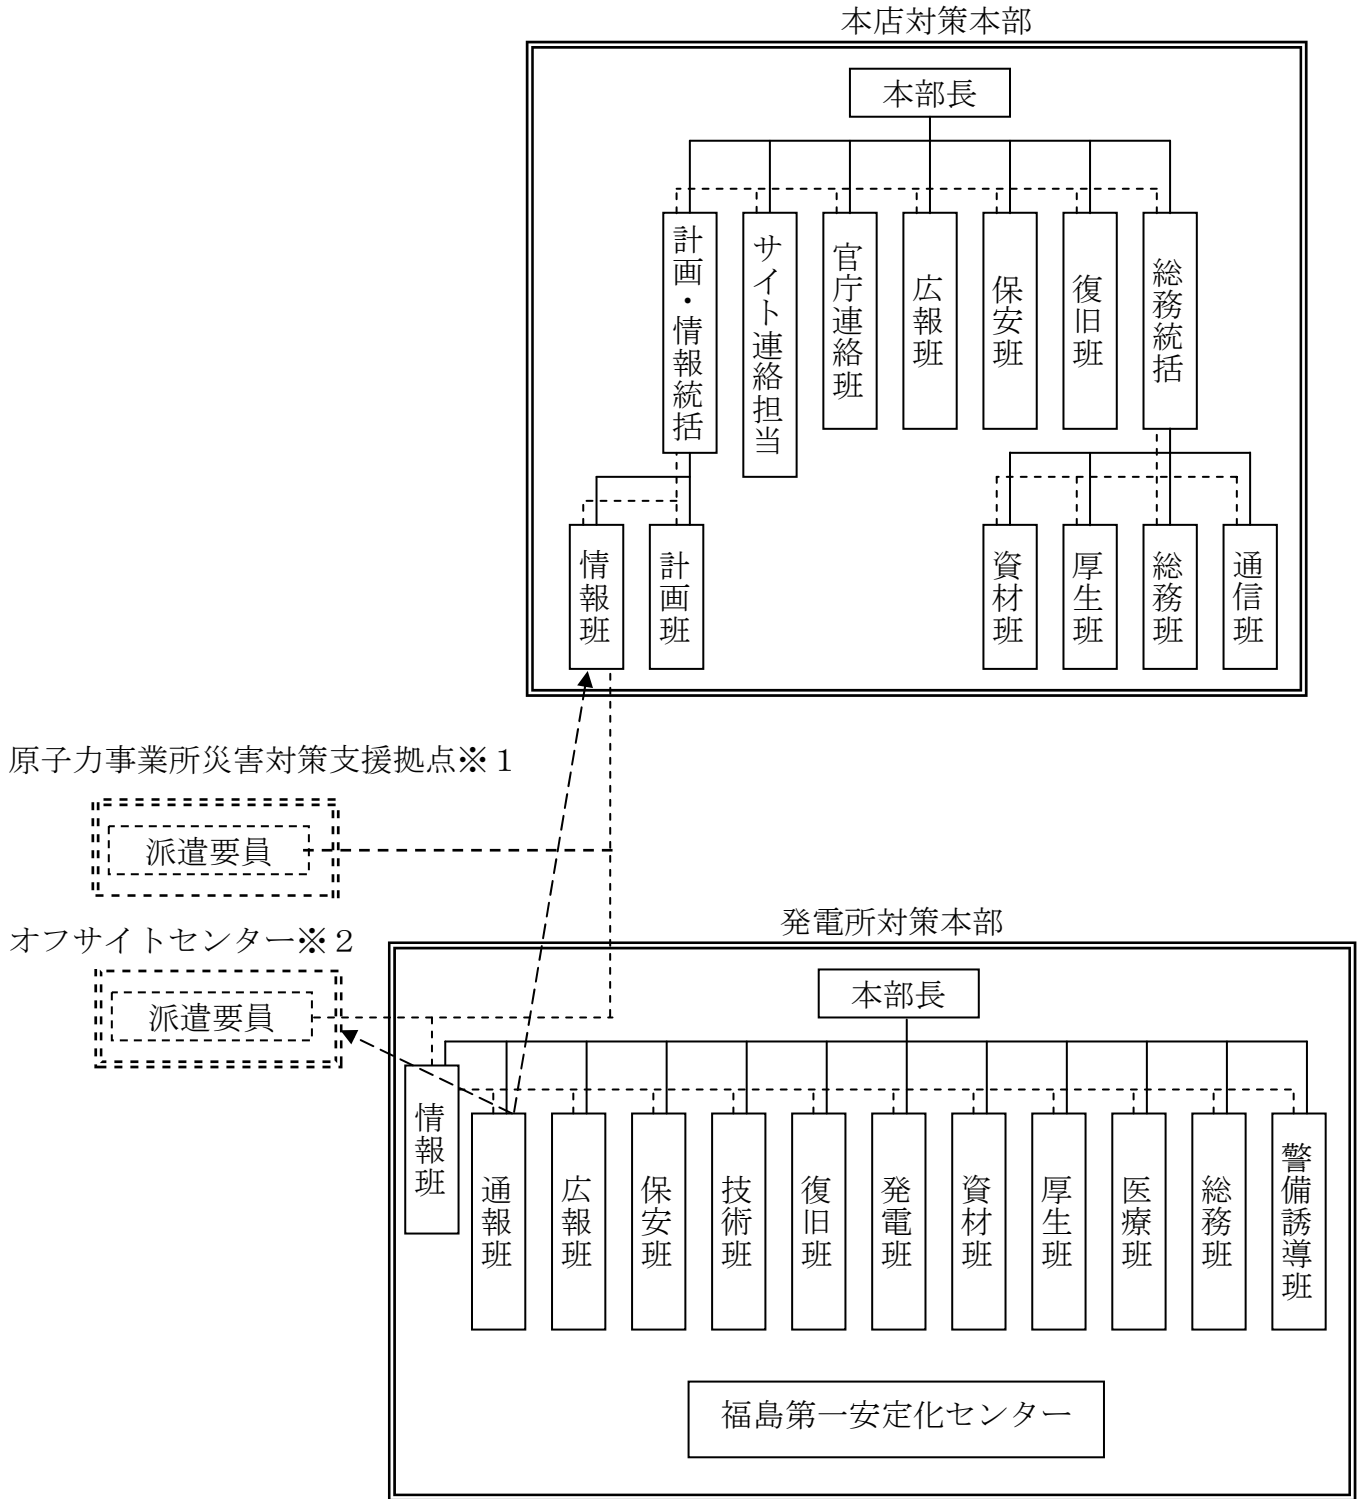 本店対策本部
本部長
計画・情報統括
サイト連絡担当
官庁連絡班
広報班
保安班
復旧班
総務統括
情報班
計画班
資材班
厚生班
総務班
通信班
原子力事業所災害対策支援拠点※1
派遣要員
オフサイトセンター※2
派遣要員
発電所対策本部
本部長
情報班
通報班
広報班
保安班
技術班
復旧班
発電班
資材班
厚生班
医療班
総務班
警備誘導班
福島第一安定化センター